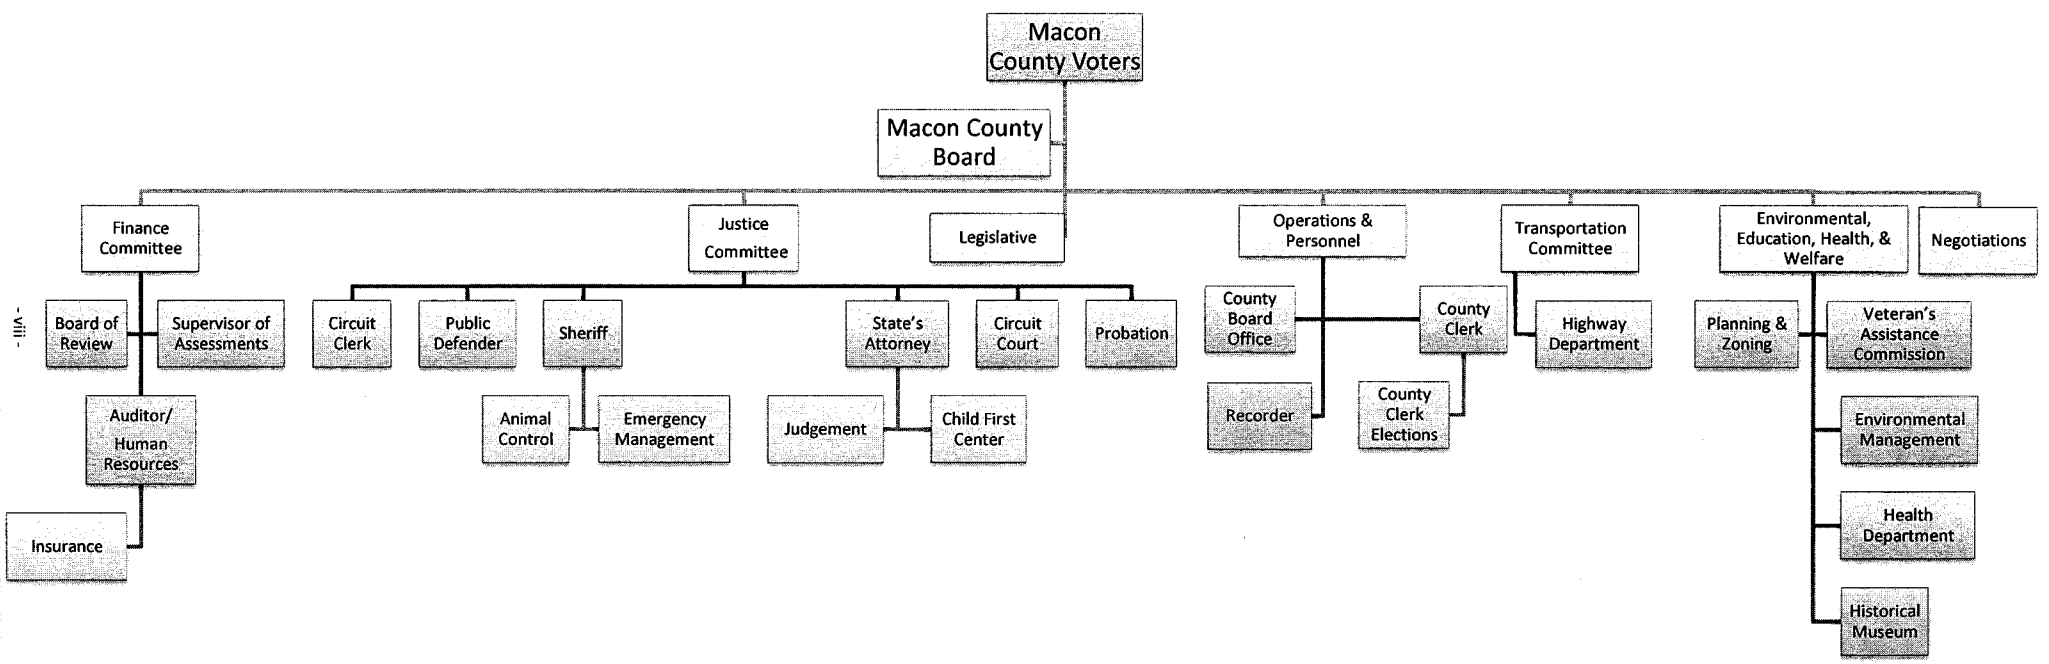 Macon
County Voters
Macon County
Board
Finance
Committee
Justice
Committee
Legislative
Operations &
Personnel
Transportation
Committee
Environmental,
Education, Health, &
Welfare
Negotiations
- viii -
Board of
Review
Supervisor of
Assessments
Circuit
Clerk
Public
Defender
Sheriff
State's
Attorney
Circuit
Court
Probation
County
Board
Office
County
Clerk
Highway
Department
Planning &
Zoning
Veteran's
Assistance
Commission
Auditor/
Human
Resources
Animal
Control
Emergency
Management
Judgement
Child First
Center
Recorder
County
Clerk
Elections
Environmental
Management
Insurance
Health
Department
Historical
Museum